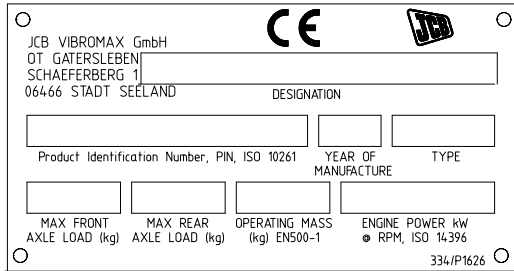 JCB VIBROMAX GmbH
OT GATERSLEBEN
SCHAEFERBERG 1
06466 STADT SEELAND
CE
JCB
DESIGNATION
Product Identification Number, PIN, ISO 10261
YEAR OF
MANUFACTURE
TYPE
MAX FRONT
AXLE LOAD (kg)
MAX REAR
AXLE LOAD (kg)
OPERATING MASS
(kg) EN500-1
ENGINE POWER kW
@ RPM, ISO 14396
334/P1626